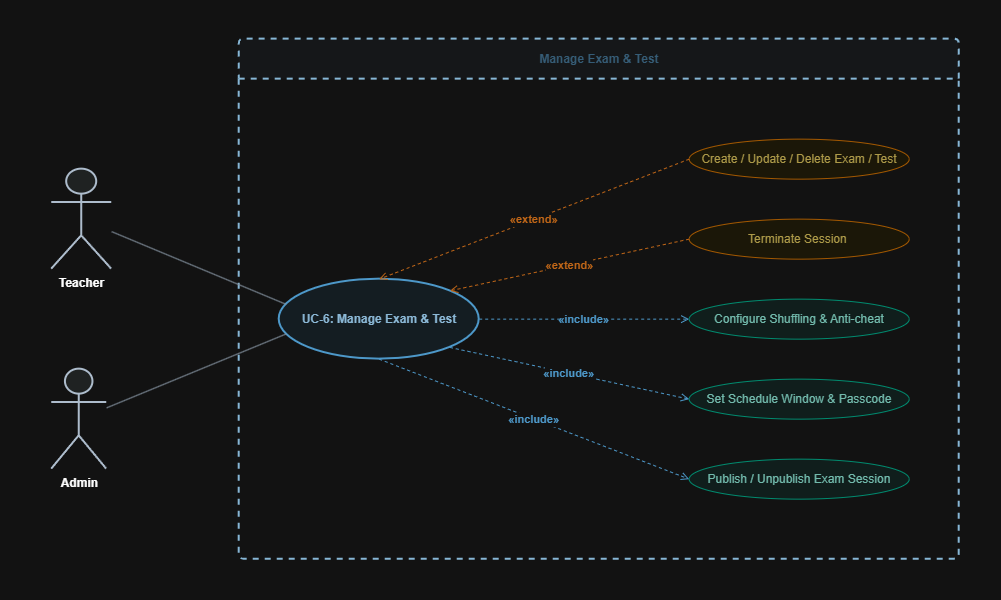 Manage Exam & Test
Create / Update / Delete Exam / Test
«extend»
Terminate Session
«extend»
Teacher
UC-6: Manage Exam & Test
«include»
Configure Shuffling & Anti-cheat
«include»
Set Schedule Window & Passcode
«include»
Publish / Unpublish Exam Session
Admin